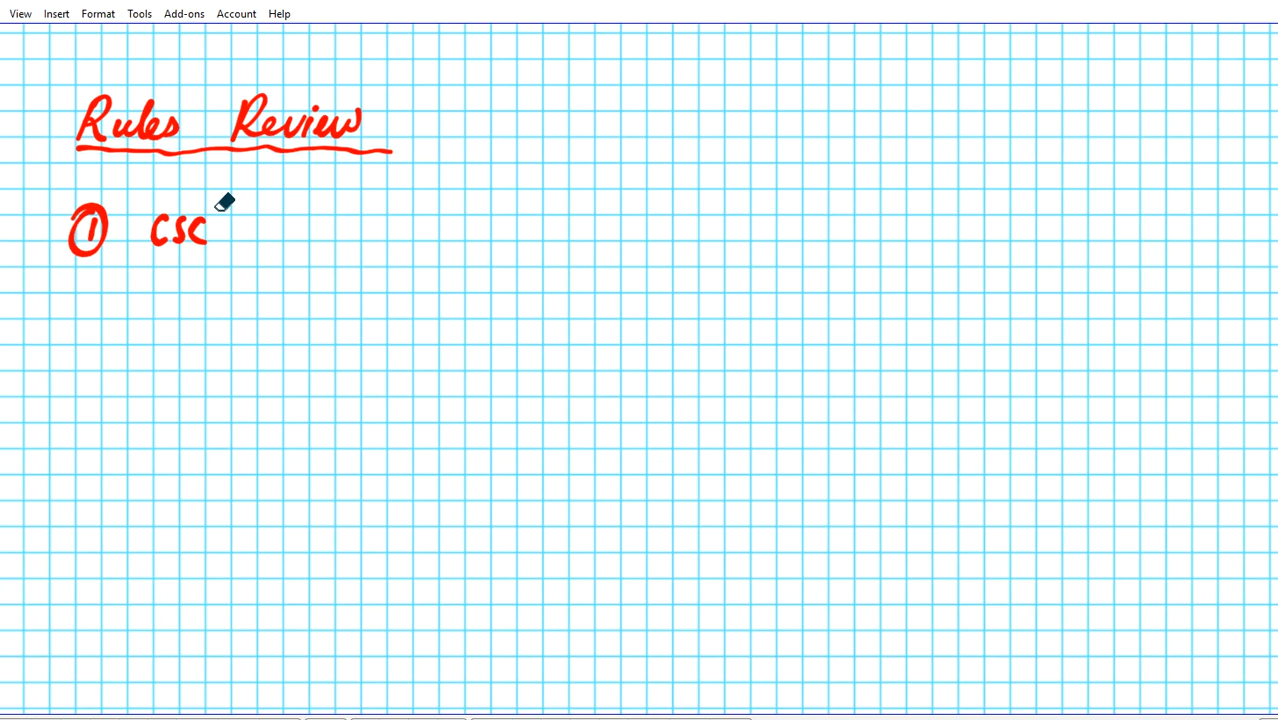 View Insert Format Tools Add-ons Account Help
Rules Review
① csc